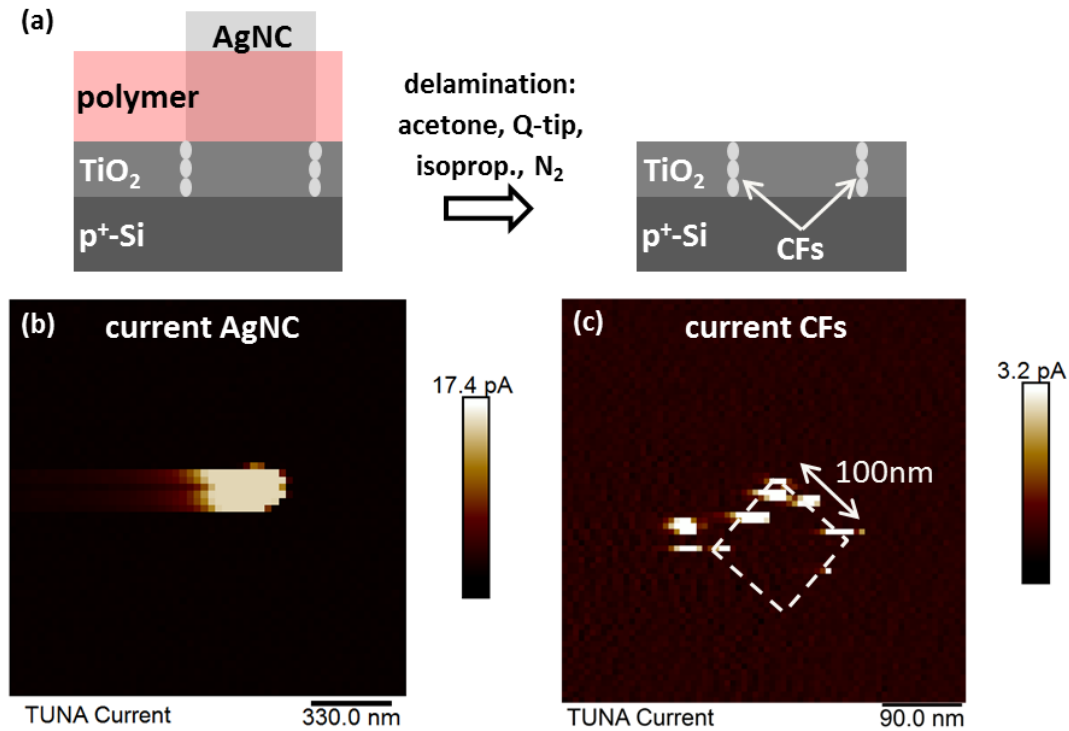 (a)
AgNC
polymer
TiO₂
p⁺-Si
delamination:
acetone, Q-tip,
isoprop., N₂
TiO₂
p⁺-Si
CFs
(b)
current AgNC
17.4 pA
TUNA Current
330.0 nm
(c)
current CFs
3.2 pA
100nm
TUNA Current
90.0 nm